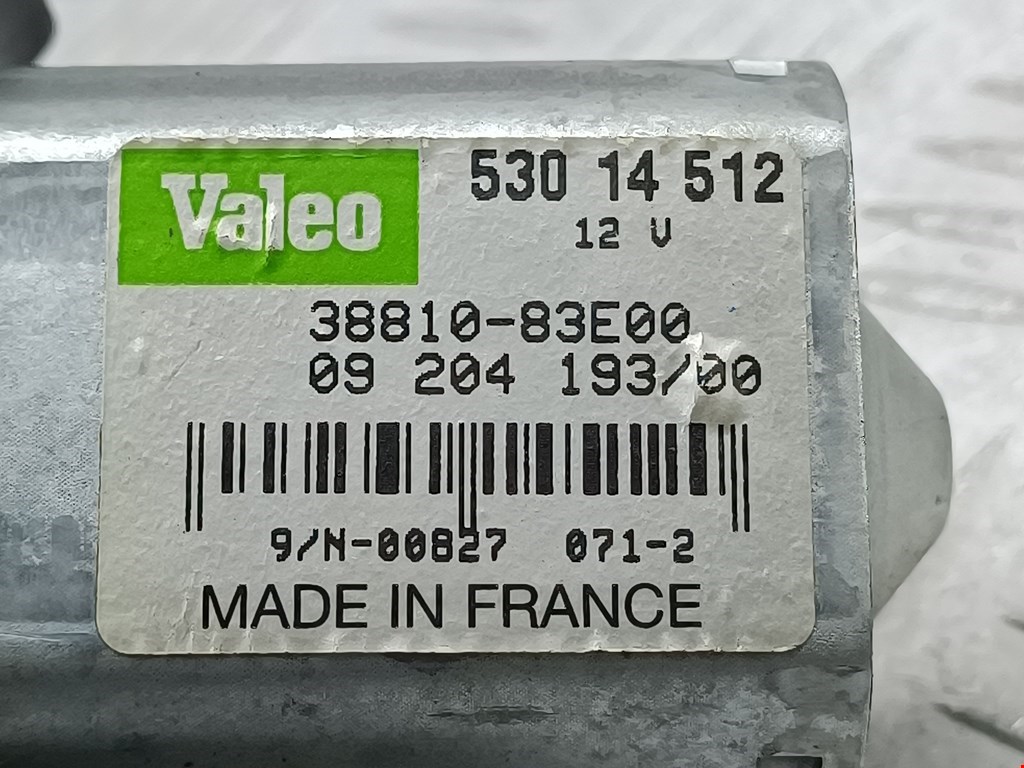 Valeo
530 14 512
12 V
38810-83E00
09 204 193/00
9/N-00827 071-2
MADE IN FRANCE